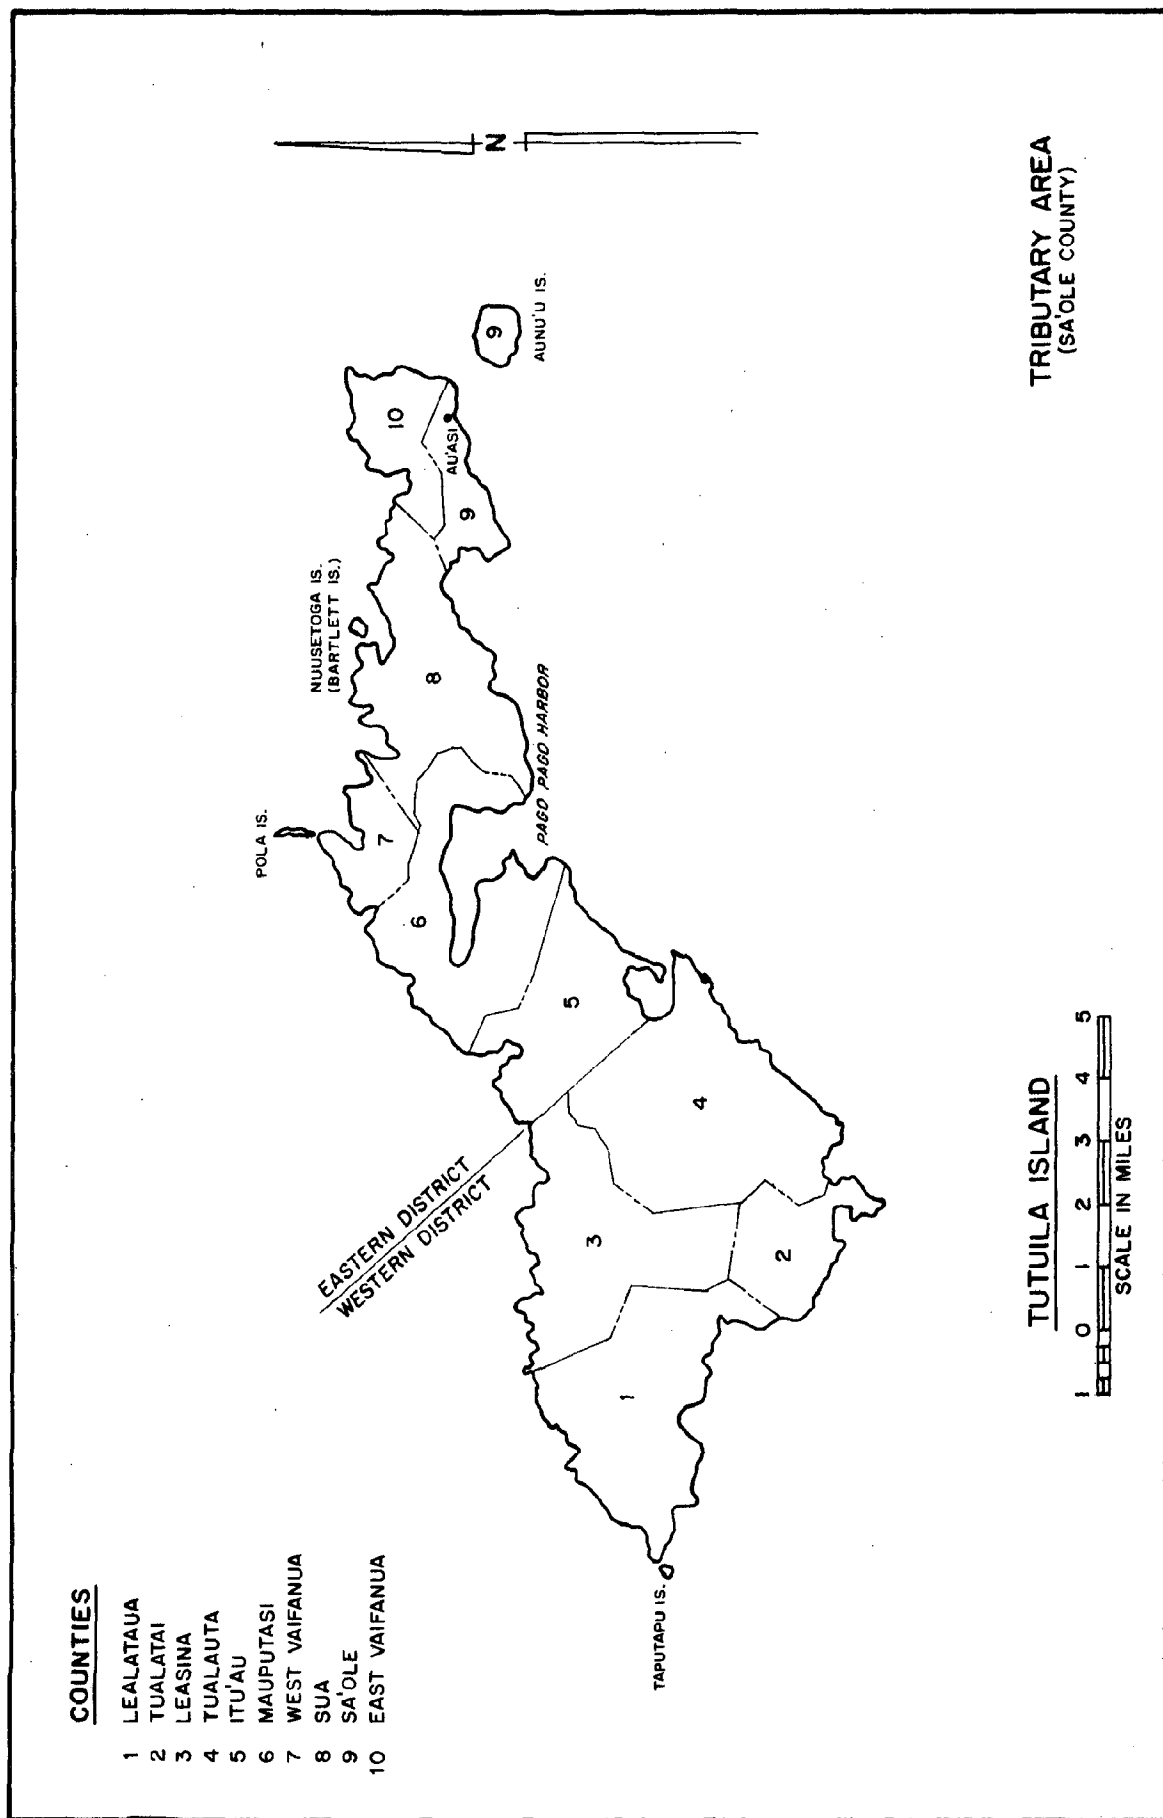 COUNTIES
1 LEALATAUA
2 TUALATAI
3 LEASINA
4 TUALAUTA
5 ITU'AU
6 MAUPUTASI
7 WEST VAIFANUA
8 SUA
9 SA'OLE
10 EAST VAIFANUA
N
POLA IS.
NUUSETOGA IS.
(BARTLETT IS.)
10
9
AUNU'U IS.
AU'ASI
9
8
7
6
PAGO PAGO HARBOR
5
EASTERN DISTRICT
WESTERN DISTRICT
4
3
2
1
TAPUTAPU IS.
TUTUILA ISLAND
1 0 1 2 3 4 5
SCALE IN MILES
TRIBUTARY AREA
(SA'OLE COUNTY)